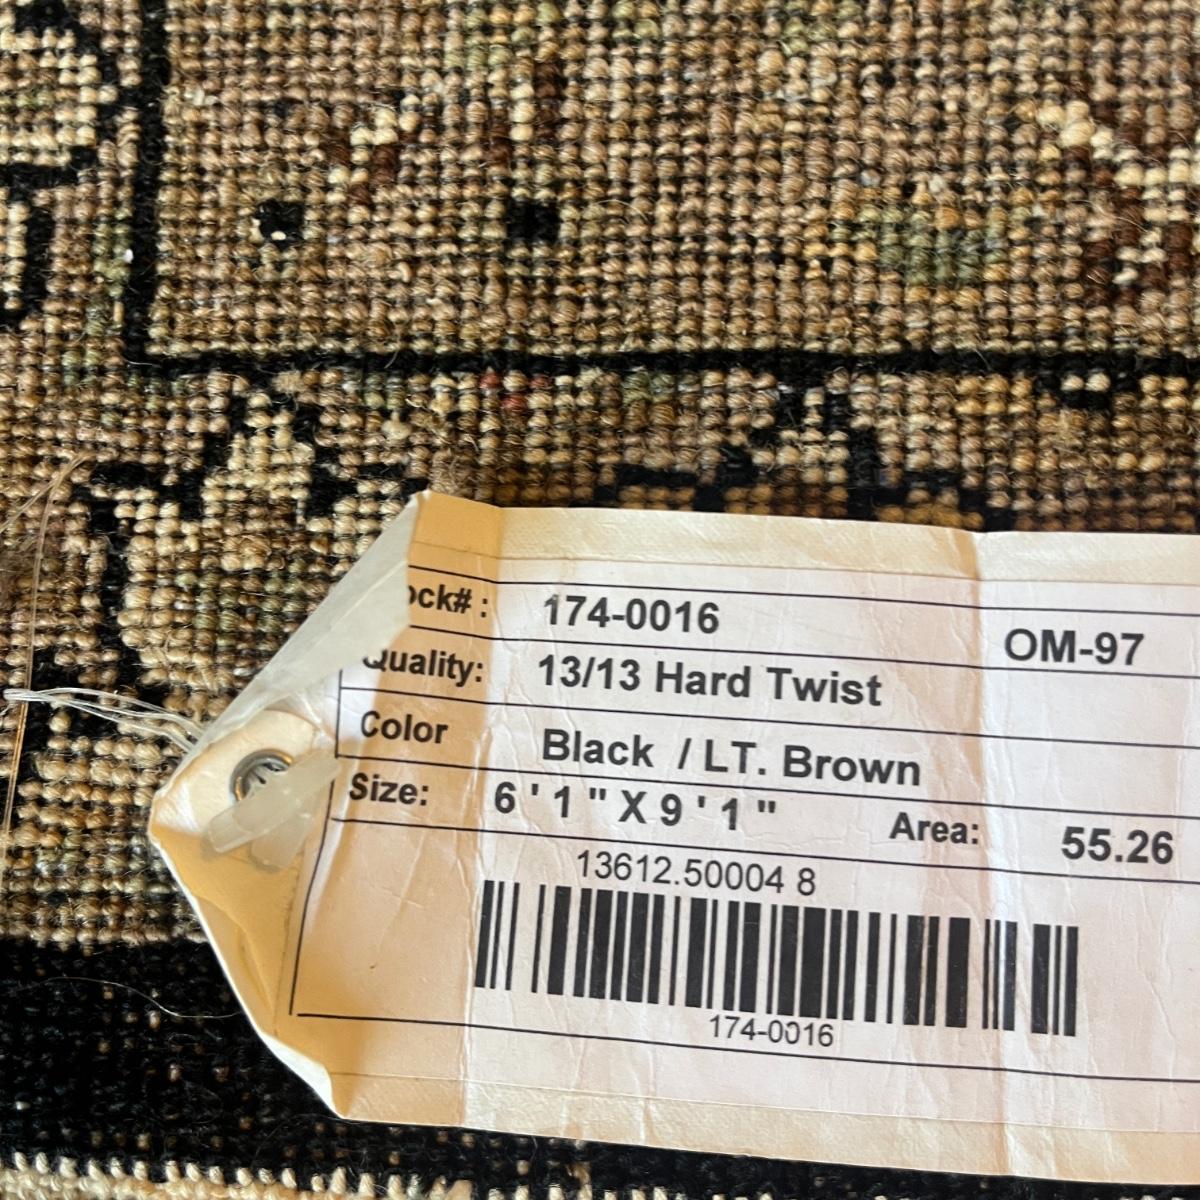 ock# : 174-0016 OM-97
Quality: 13/13 Hard Twist
Color Black / LT. Brown
Size: 6 ' 1 " X 9 ' 1 " Area: 55.26
13612.50004 8
174-0016